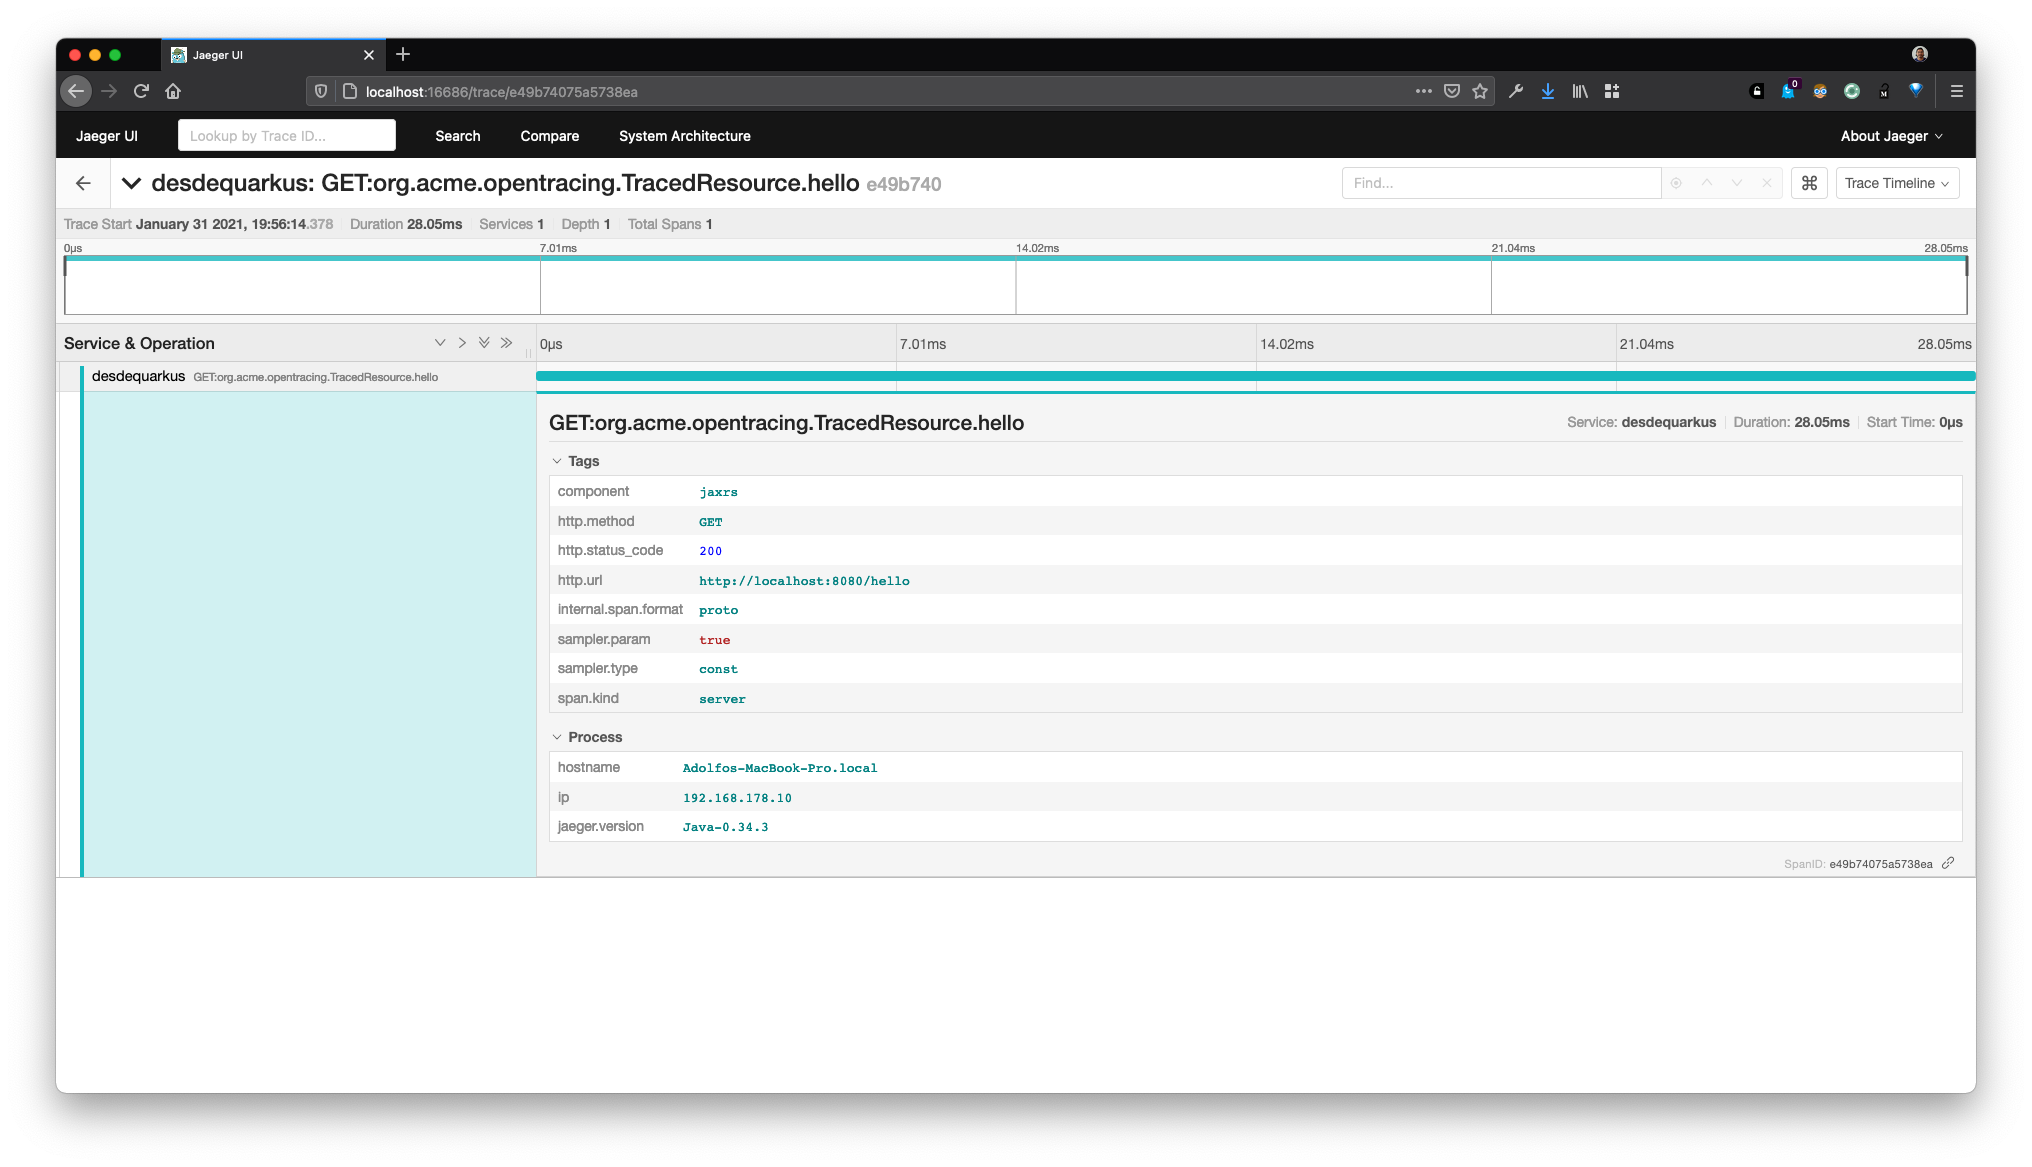 Jaeger UI
localhost:16686/trace/e49b74075a5738ea
0
M
Jaeger UI
Lookup by Trace ID...
Search
Compare
System Architecture
About Jaeger
desdequarkus: GET:org.acme.opentracing.TracedResource.hello e49b740
Find...
⌘
Trace Timeline
Trace Start January 31 2021, 19:56:14.378 Duration 28.05ms Services 1 Depth 1 Total Spans 1
0μs 7.01ms 14.02ms 21.04ms 28.05ms
Service & Operation
0μs 7.01ms 14.02ms 21.04ms 28.05ms
desdequarkus GET:org.acme.opentracing.TracedResource.hello
GET:org.acme.opentracing.TracedResource.hello
Service: desdequarkus Duration: 28.05ms Start Time: 0μs
Tags
component jaxrs
http.method GET
http.status_code 200
http.url http://localhost:8080/hello
internal.span.format proto
sampler.param true
sampler.type const
span.kind server
Process
hostname Adolfos-MacBook-Pro.local
ip 192.168.178.10
jaeger.version Java-0.34.3
SpanID: e49b74075a5738ea